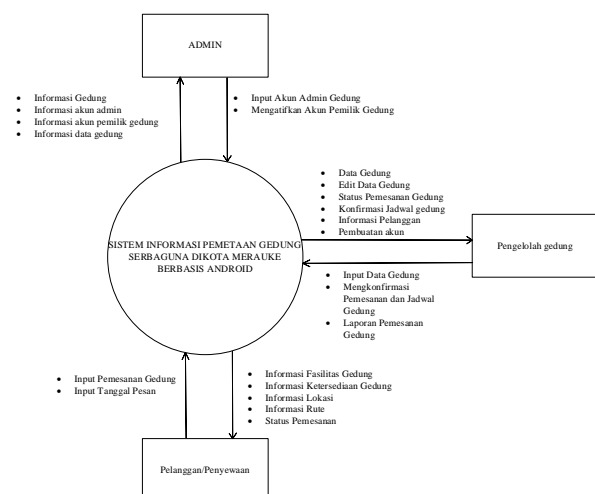 ADMIN
• Informasi Gedung
• Informasi akun admin
• Informasi akun pemilik gedung
• Informasi data gedung
• Input Akun Admin Gedung
• Mengatifkan Akun Pemilik Gedung
• Data Gedung
• Edit Data Gedung
• Status Pemesanan Gedung
• Konfirmasi Jadwal gedung
• Informasi Pelanggan
• Pembuatan akun
SISTEM INFORMASI PEMETAAN GEDUNG
SERBAGUNA DIKOTA MERAUKE
BERBASIS ANDROID
Pengelolah gedung
• Input Data Gedung
• Mengkonfirmasi
Pemesanan dan Jadwal
Gedung
• Laporan Pemesanan
Gedung
• Input Pemesanan Gedung
• Input Tanggal Pesan
• Informasi Fasilitas Gedung
• Informasi Ketersediaan Gedung
• Informasi Lokasi
• Informasi Rute
• Status Pemesanan
Pelanggan/Penyewaan